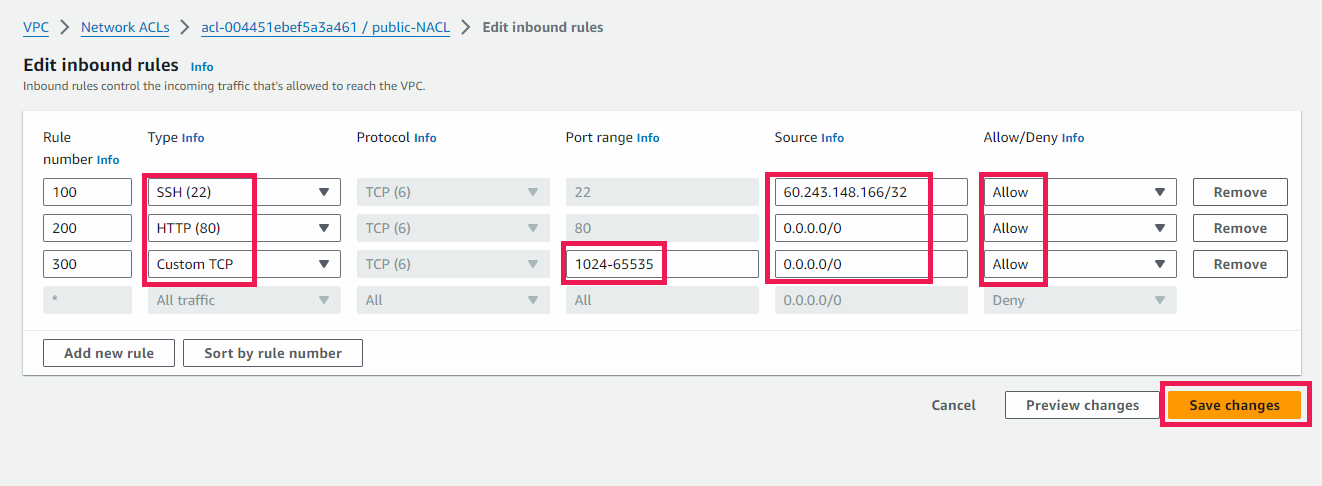 VPC > Network ACLs > acl-004451ebef5a3a461 / public-NACL > Edit inbound rules
Edit inbound rules Info
Inbound rules control the incoming traffic that's allowed to reach the VPC.
Rule number Info Type Info Protocol Info Port range Info Source Info Allow/Deny Info
100 SSH (22) TCP (6) 22 60.243.148.166/32 Allow Remove
200 HTTP (80) TCP (6) 80 0.0.0.0/0 Allow Remove
300 Custom TCP TCP (6) 1024-65535 0.0.0.0/0 Allow Remove
* All traffic All All 0.0.0.0/0 Deny
Add new rule Sort by rule number
Cancel Preview changes Save changes